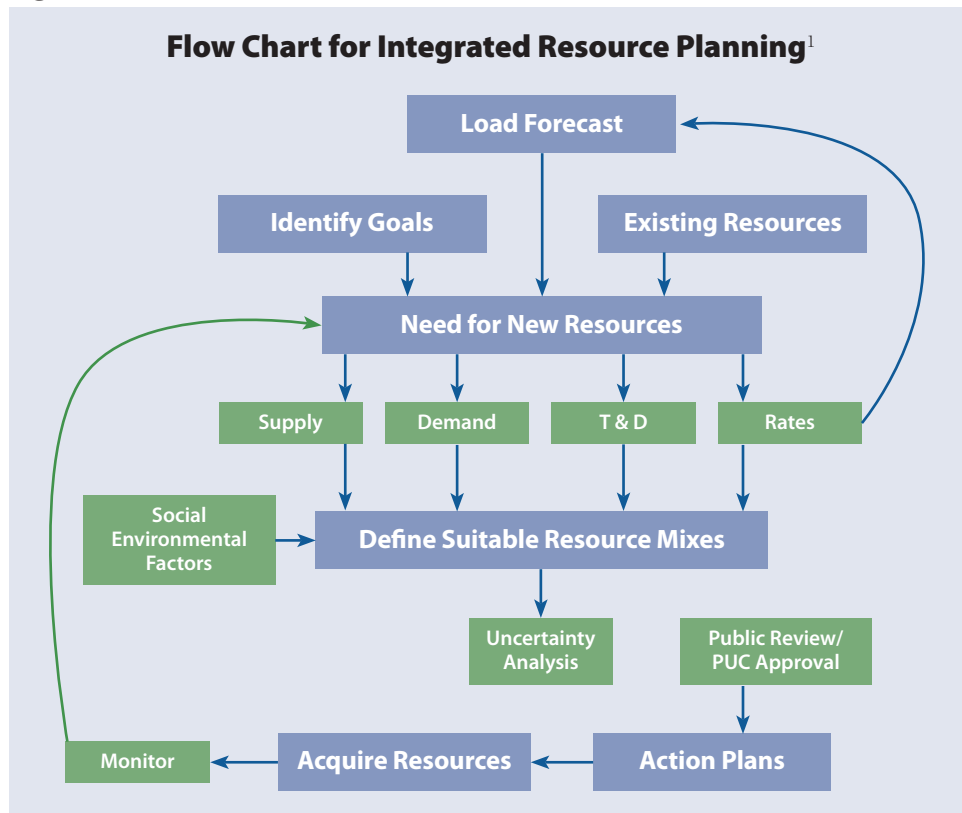 Flow Chart for Integrated Resource Planning¹
Load Forecast
Identify Goals
Existing Resources
Need for New Resources
Supply
Demand
T & D
Rates
Social
Environmental
Factors
Define Suitable Resource Mixes
Uncertainty
Analysis
Public Review/
PUC Approval
Monitor
Acquire Resources
Action Plans